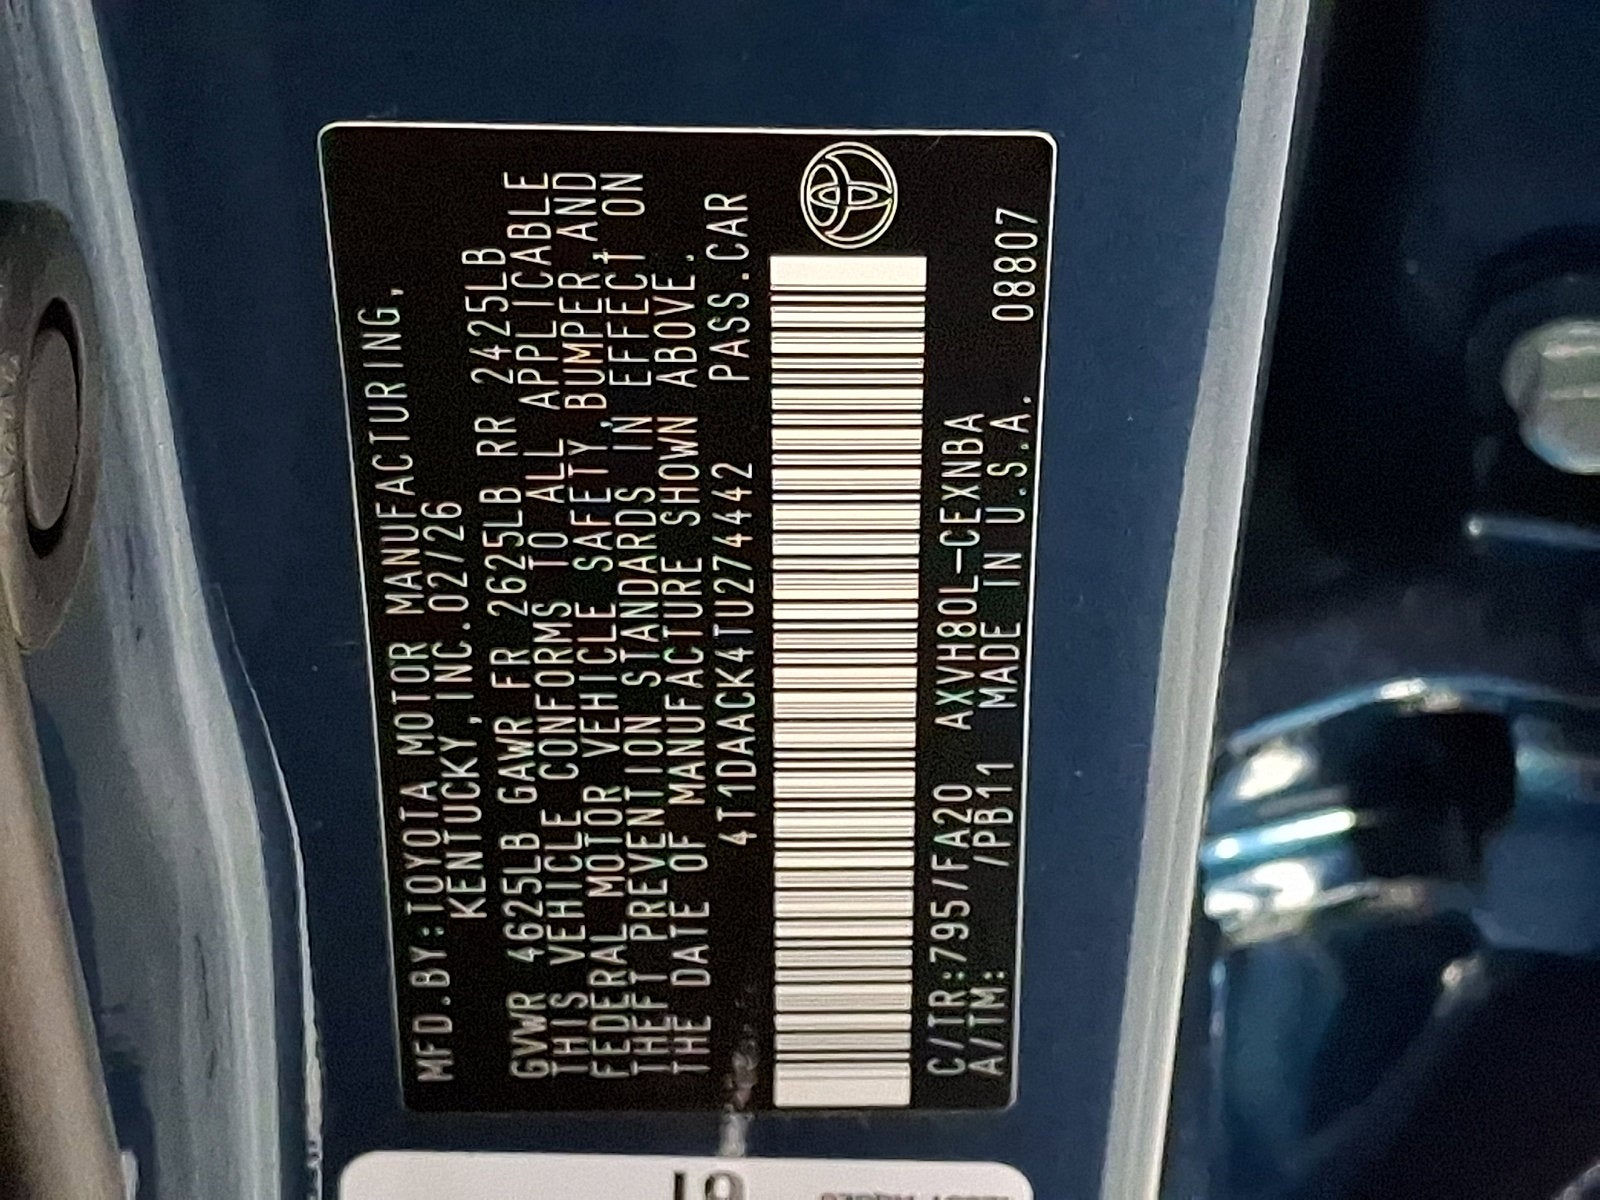 MFD.BY:TOYOTA MOTOR MANUFACTURING,
KENTUCKY,INC.02/26
GVWR 4625LB GAWR FR 2625LB RR 2425LB
THIS VEHICLE CONFORMS TO ALL APPLICABLE
FEDERAL MOTOR VEHICLE SAFETY,BUMPER,AND
THEFT PREVENTION STANDARDS IN EFFECT ON
THE DATE OF MANUFACTURE SHOWN ABOVE.
4T1DAACK4TU274442 PASS.CAR
C/TR:795/FA20 AXVH80L-CEXNBA
A/TM: /PB11 MADE IN U.S.A. 08807